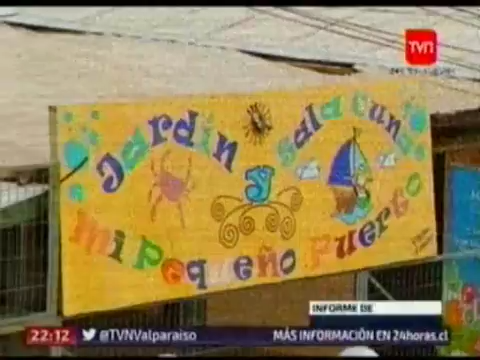 TVN
Jardín y Sala Cuna
Mi Pequeño Puerto
INFORME DE
22:12 @TVNValparaiso MÁS INFORMACIÓN EN 24horas.cl